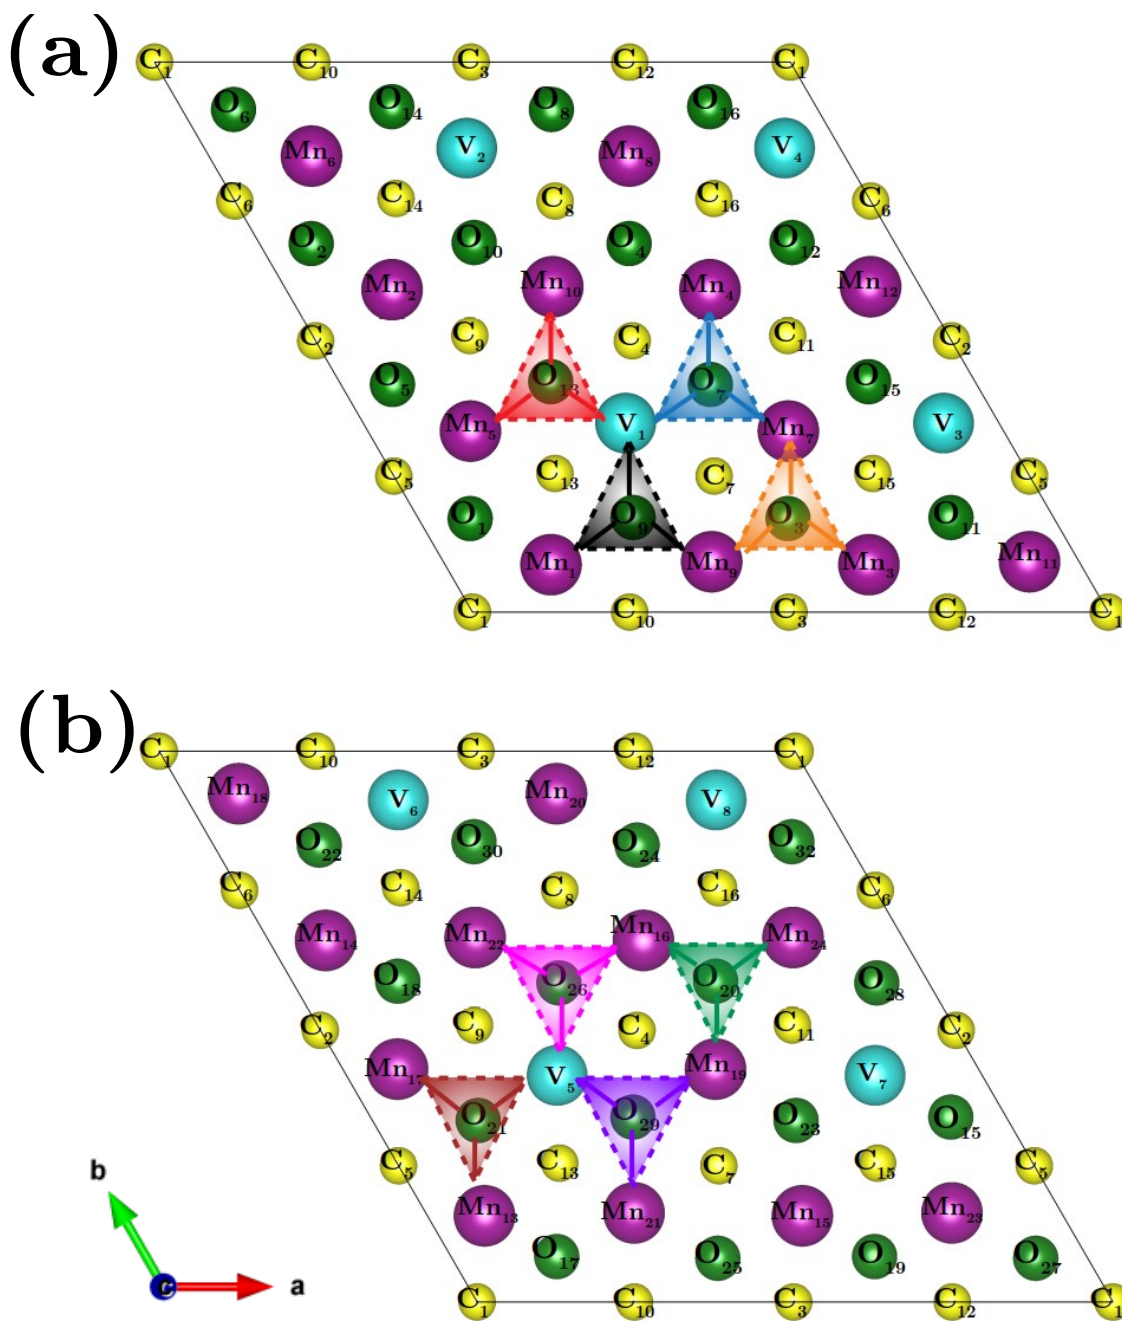 (a)
C₁ C₁₀ C₃ C₁₂ C₁
O₆ O₁₄ O₈ O₁₆
Mn₆ V₂ Mn₈ V₄
C₆ C₁₄ C₈ C₁₆ C₆
O₂ O₁₀ O₄ O₁₂
Mn₂ Mn₁₀ Mn₄ Mn₁₂
C₂ C₉ C₄ C₁₁ C₂
O₅ O₁₃ O₇ O₁₅
Mn₅ V₁ Mn₇ V₃
C₅ C₁₃ C₇ C₁₅ C₅
O₁ O₉ O₃ O₁₁
Mn₁ Mn₉ Mn₃ Mn₁₁
C₁ C₁₀ C₃ C₁₂ C₁
(b)
C₁ C₁₀ C₃ C₁₂ C₁
Mn₁₈ V₆ Mn₂₀ V₈
O₂₂ O₃₀ O₂₄ O₃₂
C₆ C₁₄ C₈ C₁₆ C₆
Mn₁₄ Mn₂₂ Mn₁₆ Mn₂₄
O₁₈ O₂₆ O₂₀ O₂₈
C₂ C₉ C₄ C₁₁ C₂
Mn₁₇ V₅ Mn₁₉ V₇
O₂₁ O₂₉ O₂₃ O₁₅
C₅ C₁₃ C₇ C₁₅ C₅
Mn₁₃ Mn₂₁ Mn₁₅ Mn₂₃
O₁₇ O₂₅ O₁₉ O₂₇
C₁ C₁₀ C₃ C₁₂ C₁
b
c a